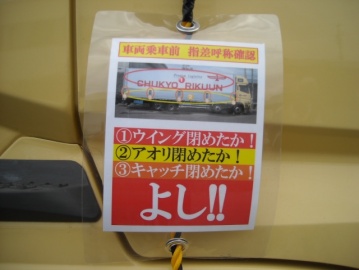 車両乗車前　指差呼称確認
CHUKYO RIKUUN
①ウイング閉めたか！
②アオリ閉めたか！
③キャッチ閉めたか！
よし!!